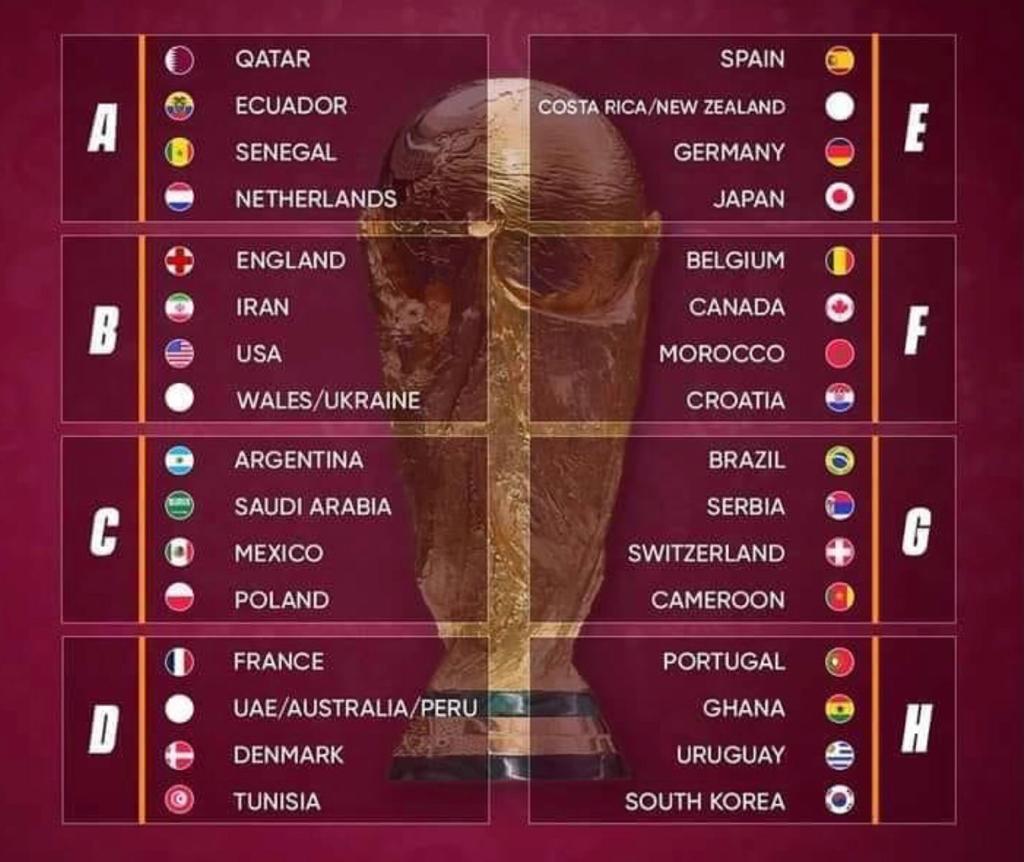 A
QATAR
ECUADOR
SENEGAL
NETHERLANDS
B
ENGLAND
IRAN
USA
WALES/UKRAINE
C
ARGENTINA
SAUDI ARABIA
MEXICO
POLAND
D
FRANCE
UAE/AUSTRALIA/PERU
DENMARK
TUNISIA
SPAIN
COSTA RICA/NEW ZEALAND
GERMANY
JAPAN
E
BELGIUM
CANADA
MOROCCO
CROATIA
F
BRAZIL
SERBIA
SWITZERLAND
CAMEROON
G
PORTUGAL
GHANA
URUGUAY
SOUTH KOREA
H